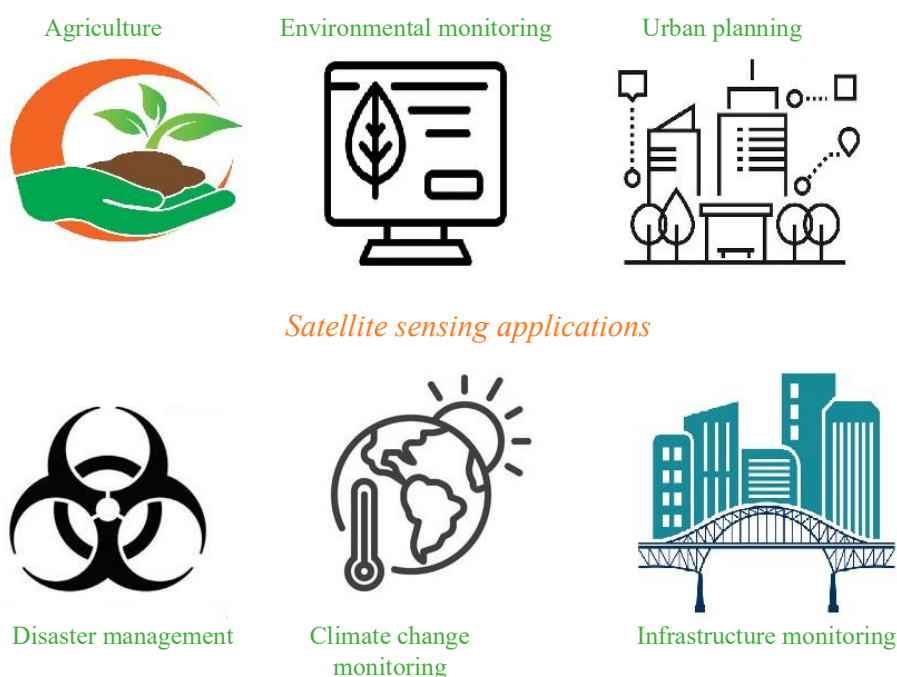 Agriculture
Environmental monitoring
Urban planning
Satellite sensing applications
Disaster management
Climate change
monitoring
Infrastructure monitoring